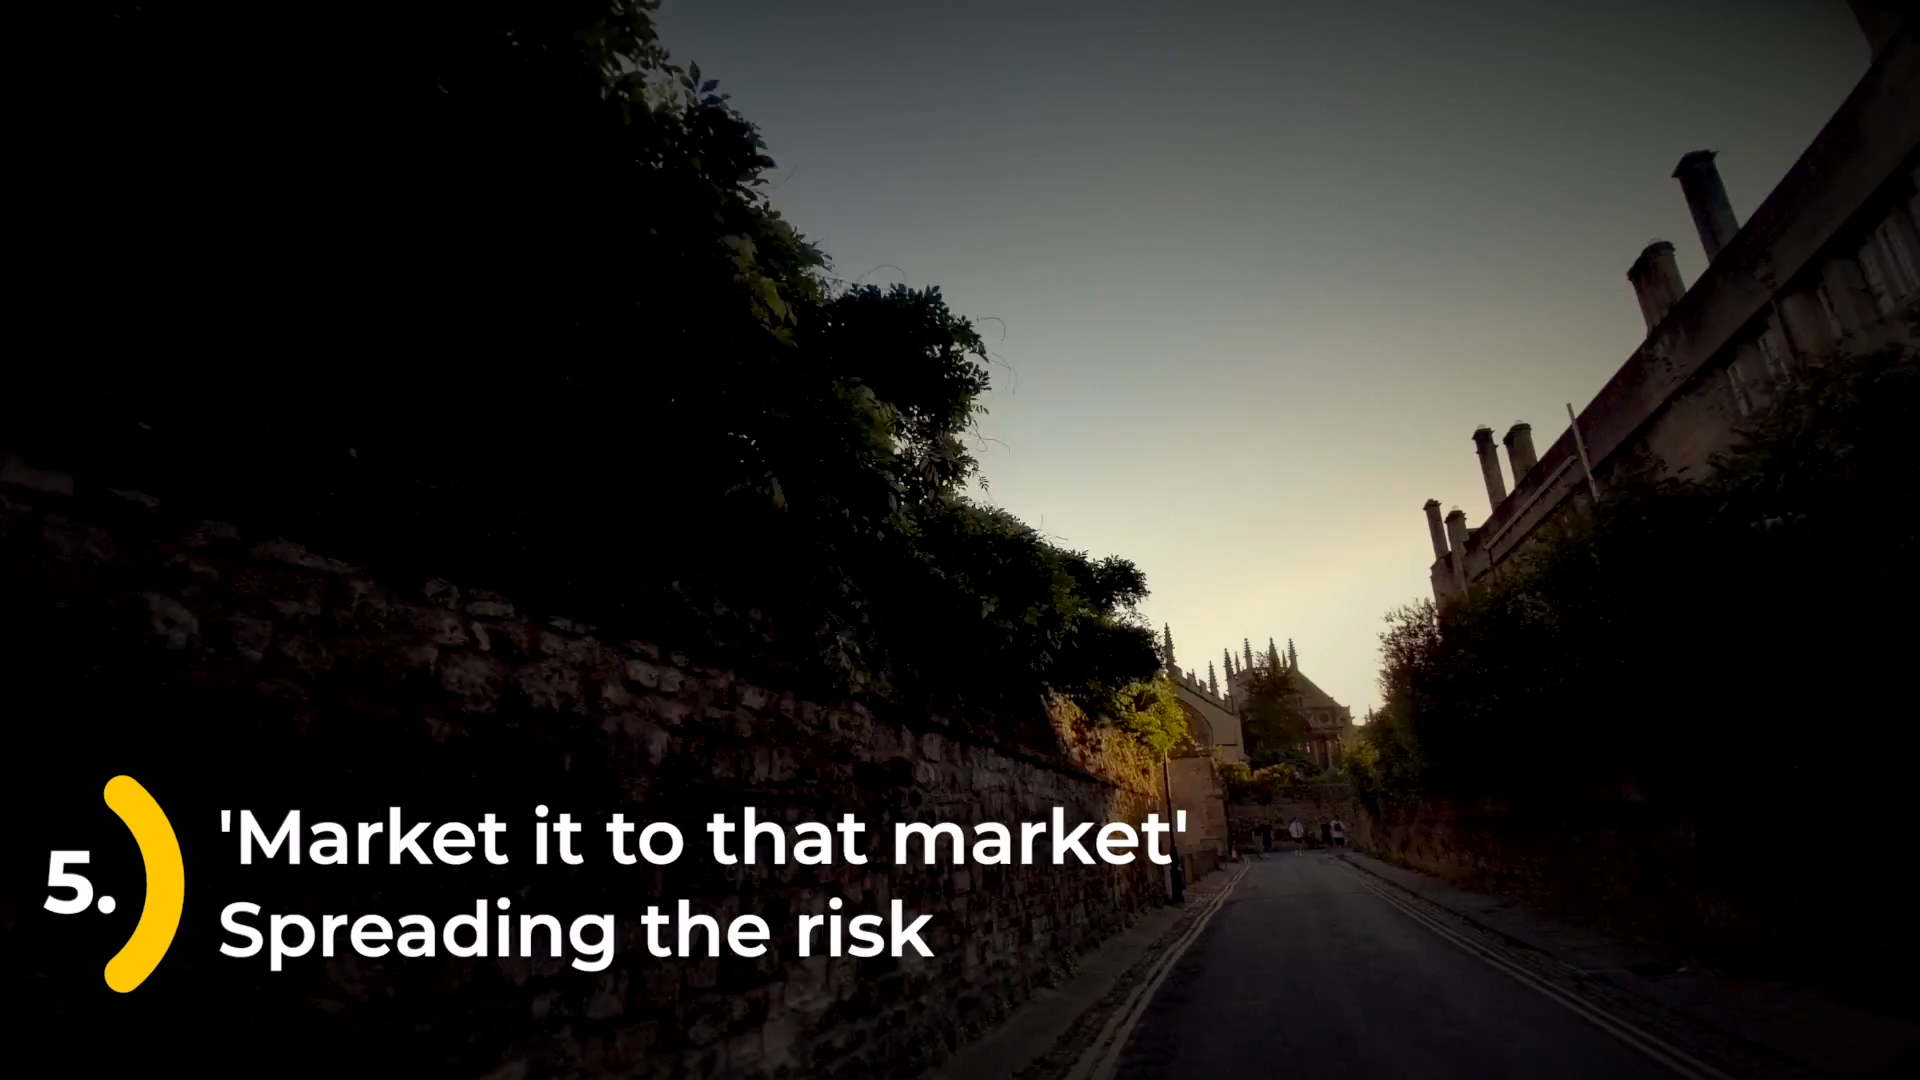 5.
'Market it to that market'
Spreading the risk